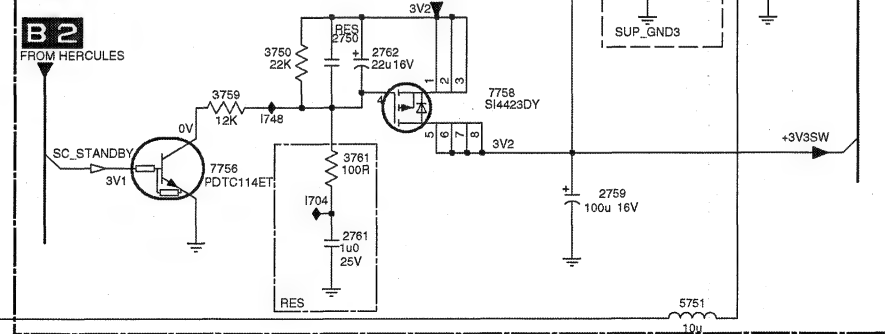 3V2
B 2
FROM HERCULES
SUP_GND3
RES
2750
3750
22K
2762
22u16V
+
1
2
3
4
7758
SI4423DY
3759
12K
I748
0V
5
6
7
8
3V2
+3V3SW
SC_STANDBY
3V1
7756
PDTC114ET
3761
100R
I704
2761
1u0
25V
RES
+
2759
100u 16V
5751
10u